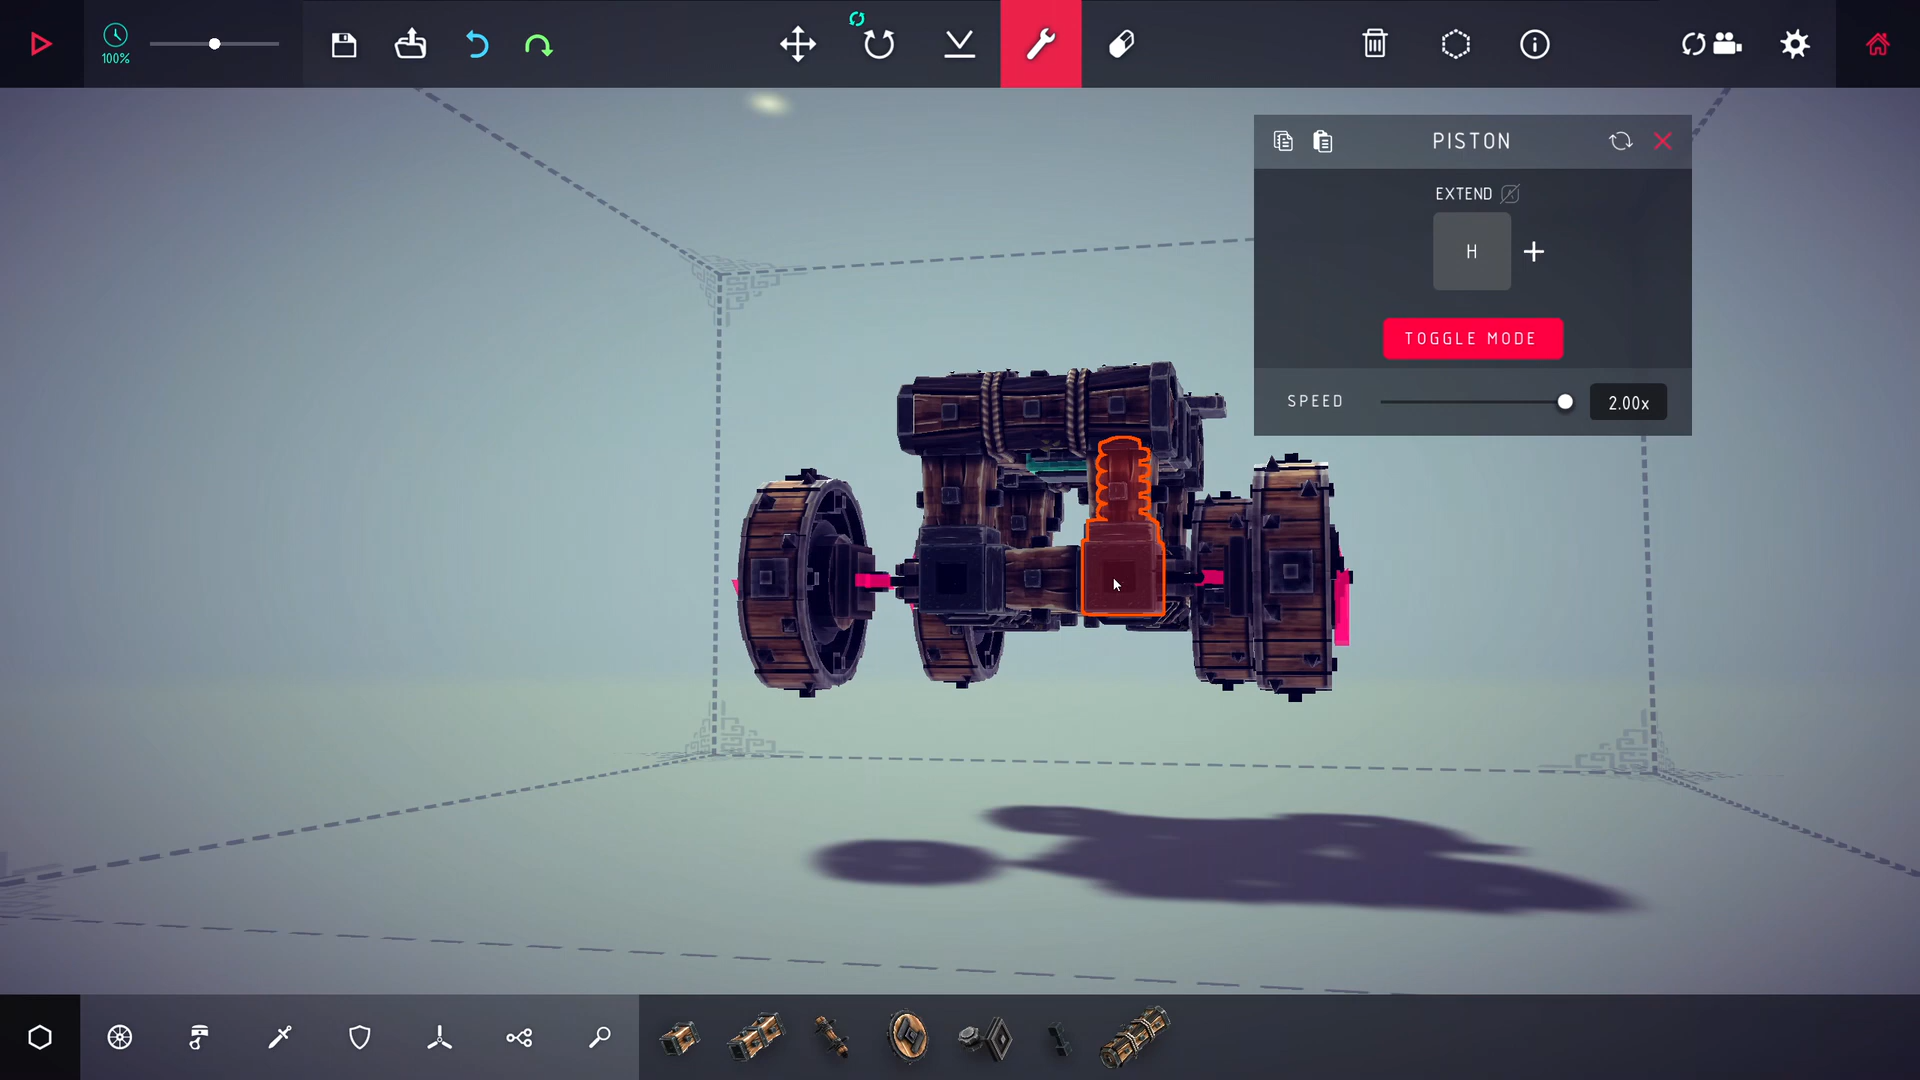 100%
PISTON
EXTEND
H
TOGGLE MODE
SPEED
2.00x